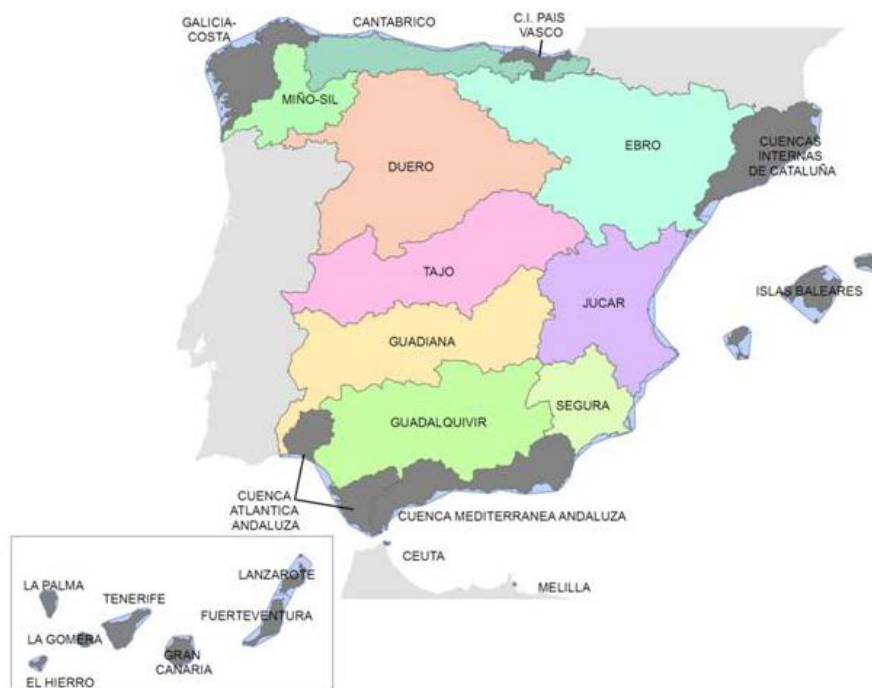 GALICIA-
COSTA
CANTABRICO
C.I. PAIS
VASCO
MIÑO-SIL
DUERO
EBRO
CUENCAS
INTERNAS
DE CATALUÑA
TAJO
JUCAR
ISLAS BALEARES
GUADIANA
SEGURA
GUADALQUIVIR
CUENCA
ATLANTICA
ANDALUZA
CUENCA MEDITERRANEA ANDALUZA
CEUTA
MELILLA
LA PALMA
TENERIFE
LANZAROTE
FUERTEVENTURA
LA GOMERA
GRAN
CANARIA
EL HIERRO